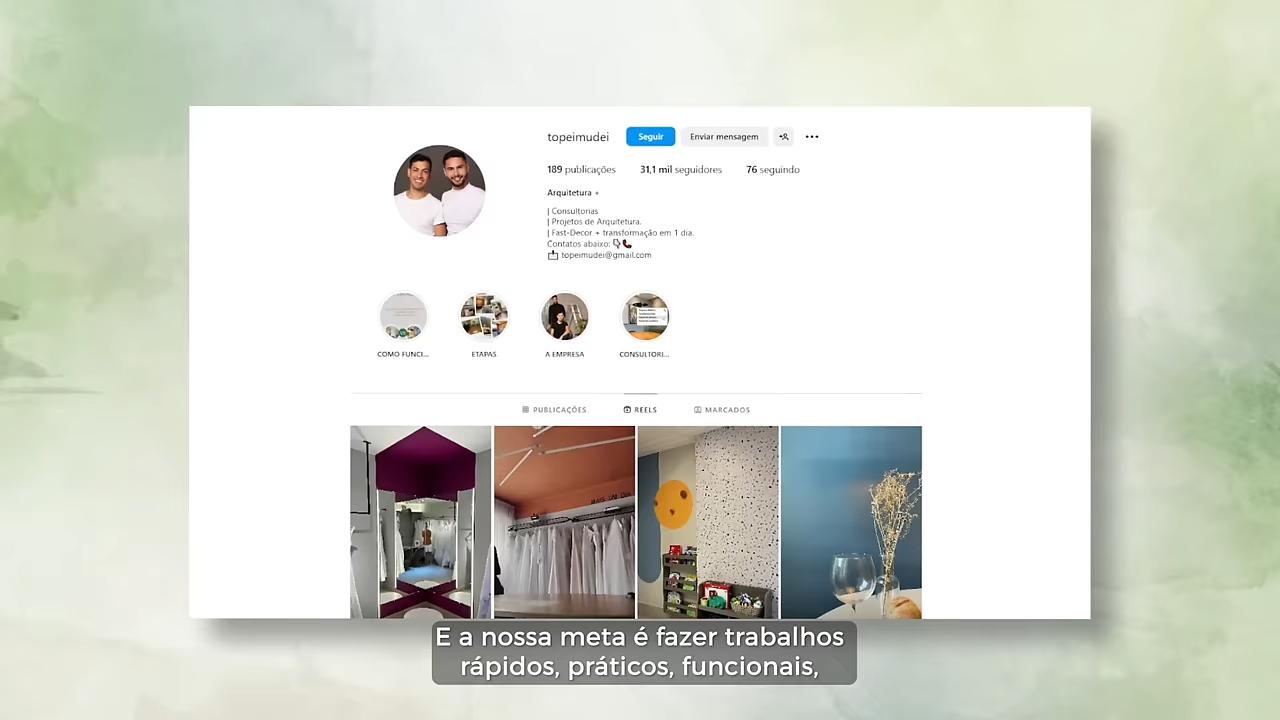 topeimudei Seguir Enviar mensagem
189 publicações 31,1 mil seguidores 76 seguindo
Arquitetura +
| Consultorias
| Projetos de Arquitetura.
| Fast-Decor + transformação em 1 dia.
Contatos abaixo:
topeimudei@gmail.com
COMO FUNCI... ETAPAS A EMPRESA CONSULTORI...
PUBLICAÇÕES REELS MARCADOS
E a nossa meta é fazer trabalhos
rápidos, práticos, funcionais,